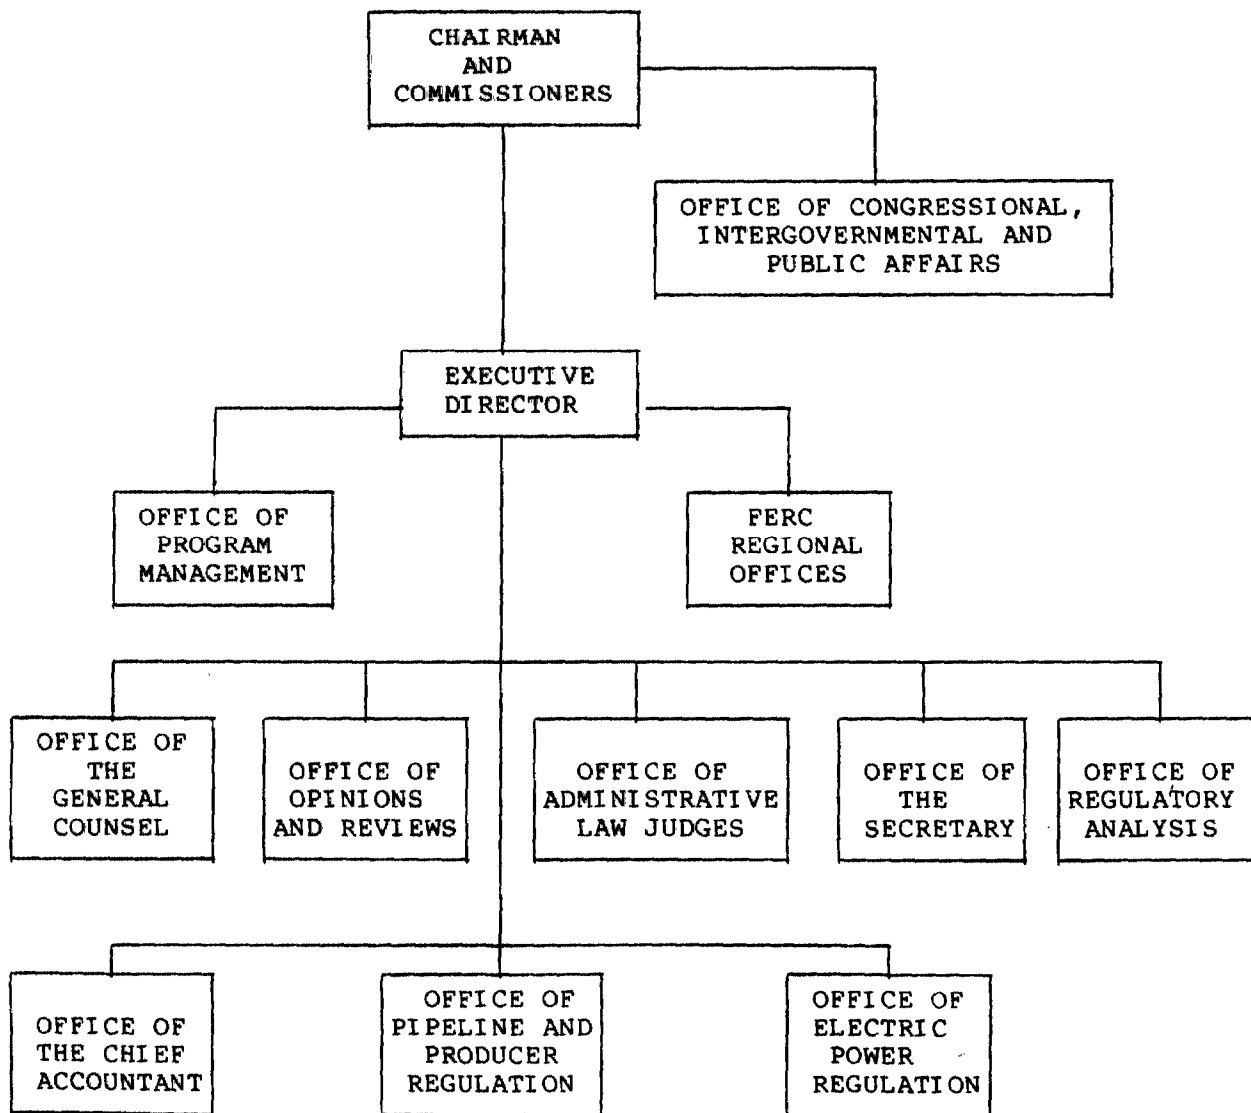 CHAIRMAN
AND
COMMISSIONERS
OFFICE OF CONGRESSIONAL,
INTERGOVERNMENTAL AND
PUBLIC AFFAIRS
EXECUTIVE
DIRECTOR
OFFICE OF
PROGRAM
MANAGEMENT
FERC
REGIONAL
OFFICES
OFFICE OF
THE
GENERAL
COUNSEL
OFFICE OF
OPINIONS
AND REVIEWS
OFFICE OF
ADMINISTRATIVE
LAW JUDGES
OFFICE OF
THE
SECRETARY
OFFICE OF
REGULATORY
ANALYSIS
OFFICE OF
THE CHIEF
ACCOUNTANT
OFFICE OF
PIPELINE AND
PRODUCER
REGULATION
OFFICE OF
ELECTRIC
POWER
REGULATION